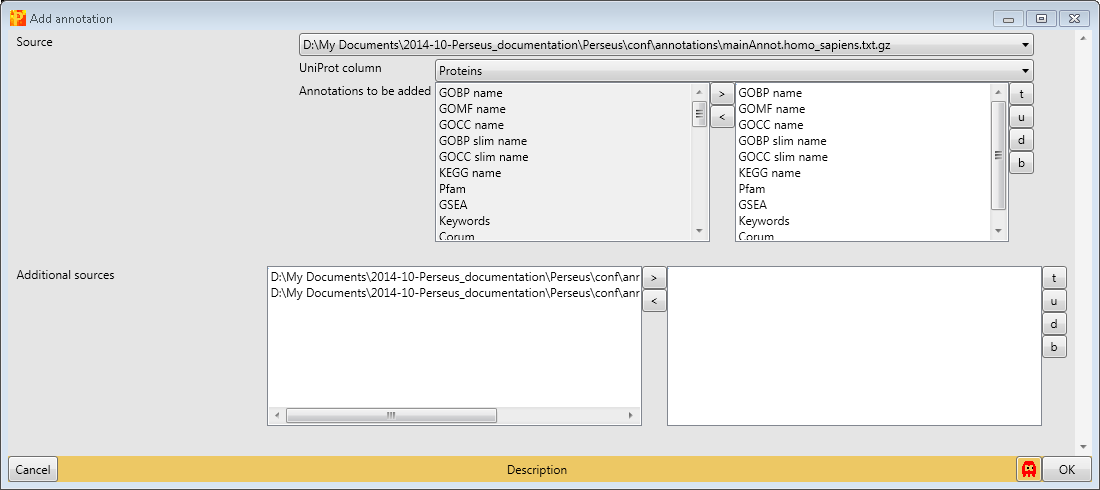 Add annotation
Source
D:\My Documents\2014-10-Perseus_documentation\Perseus\conf\annotations\mainAnnot.homo_sapiens.txt.gz
UniProt column
Proteins
Annotations to be added
GOBP name
GOMF name
GOCC name
GOBP slim name
GOCC slim name
KEGG name
Pfam
GSEA
Keywords
Corum
>
<
GOBP name
GOMF name
GOCC name
GOBP slim name
GOCC slim name
KEGG name
Pfam
GSEA
Keywords
Corum
t
u
d
b
Additional sources
D:\My Documents\2014-10-Perseus_documentation\Perseus\conf\anr
D:\My Documents\2014-10-Perseus_documentation\Perseus\conf\anr
>
<
t
u
d
b
Cancel
Description
OK